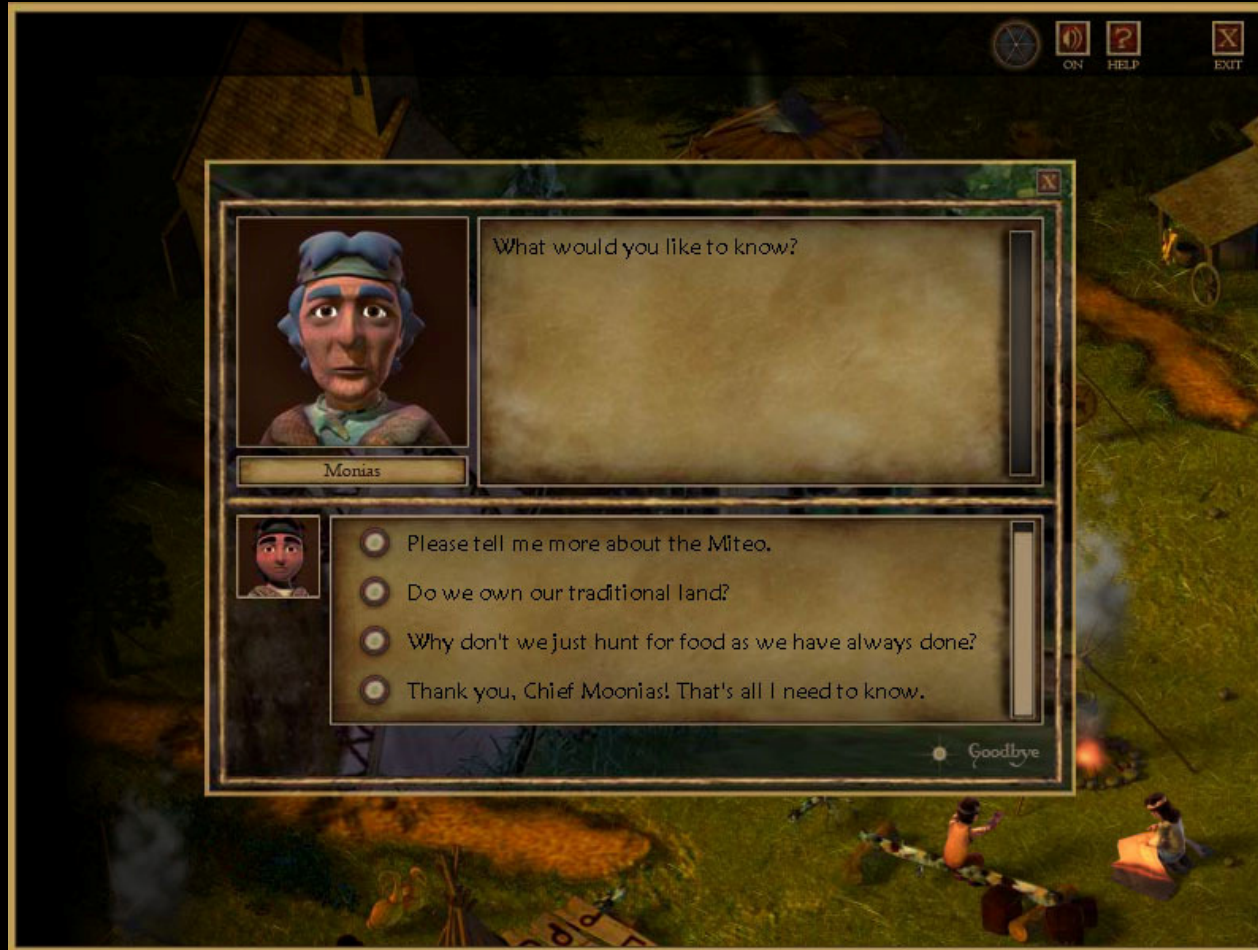 ON
HELP
EXIT
X
What would you like to know?
Monias
Please tell me more about the Miteo.
Do we own our traditional land?
Why don't we just hunt for food as we have always done?
Thank you, Chief Moonias! That's all I need to know.
Goodbye